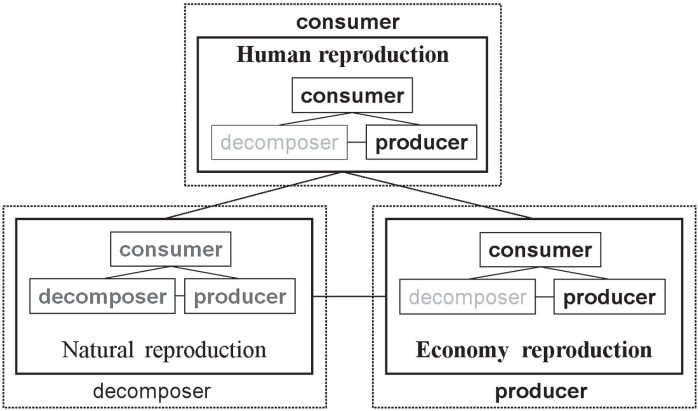 consumer
Human reproduction
consumer
decomposer
producer
consumer
decomposer
producer
Natural reproduction
decomposer
consumer
decomposer
producer
Economy reproduction
producer